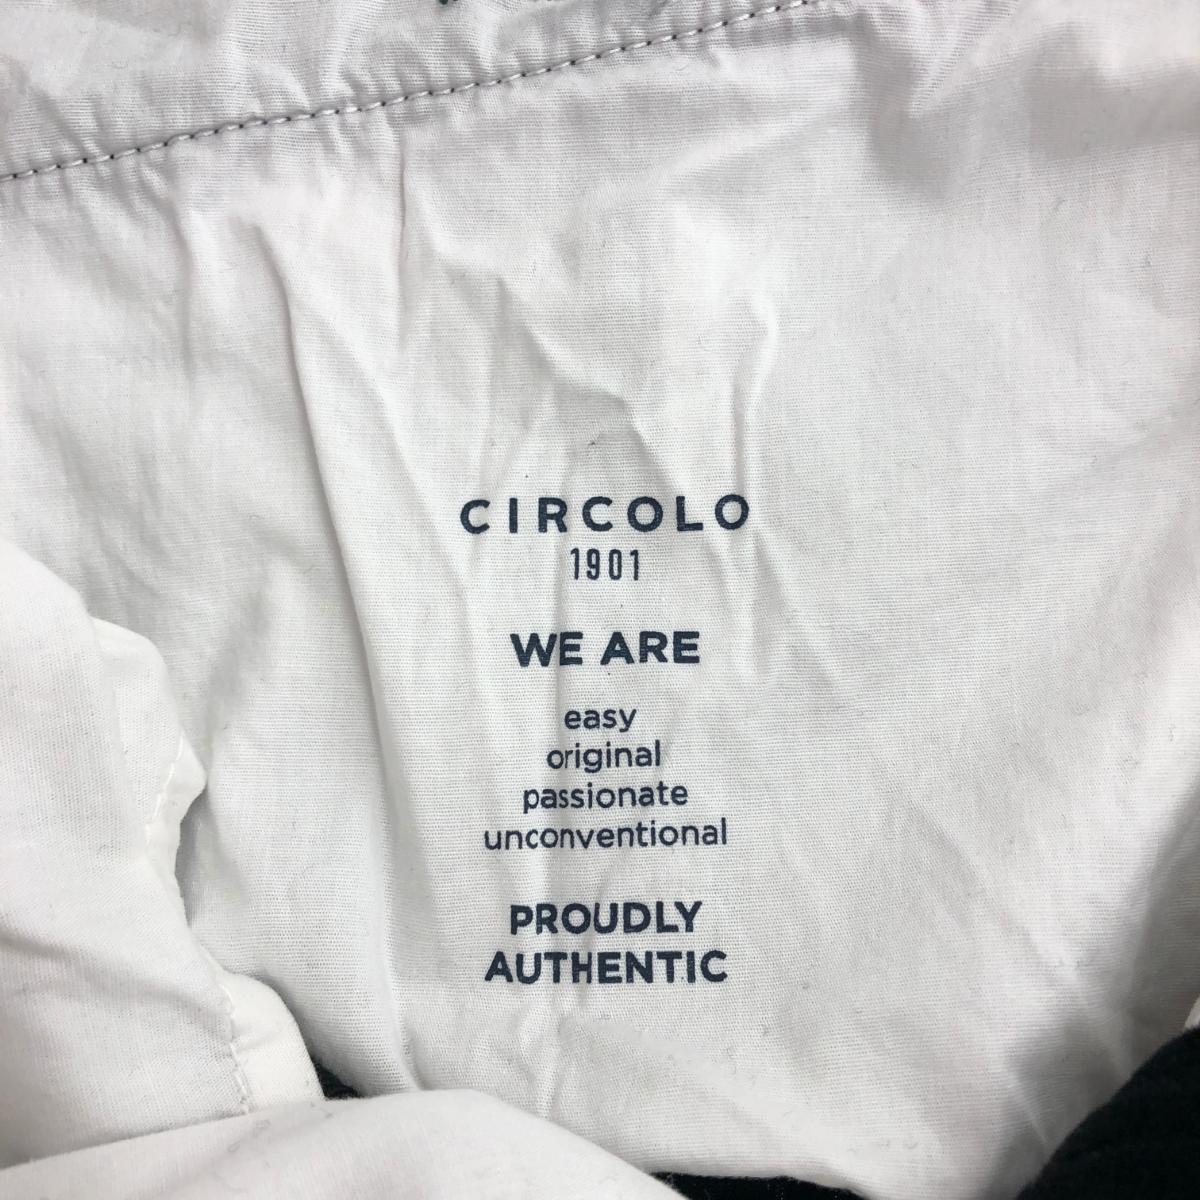 CIRCOLO
1901
WE ARE
easy
original
passionate
unconventional
PROUDLY
AUTHENTIC